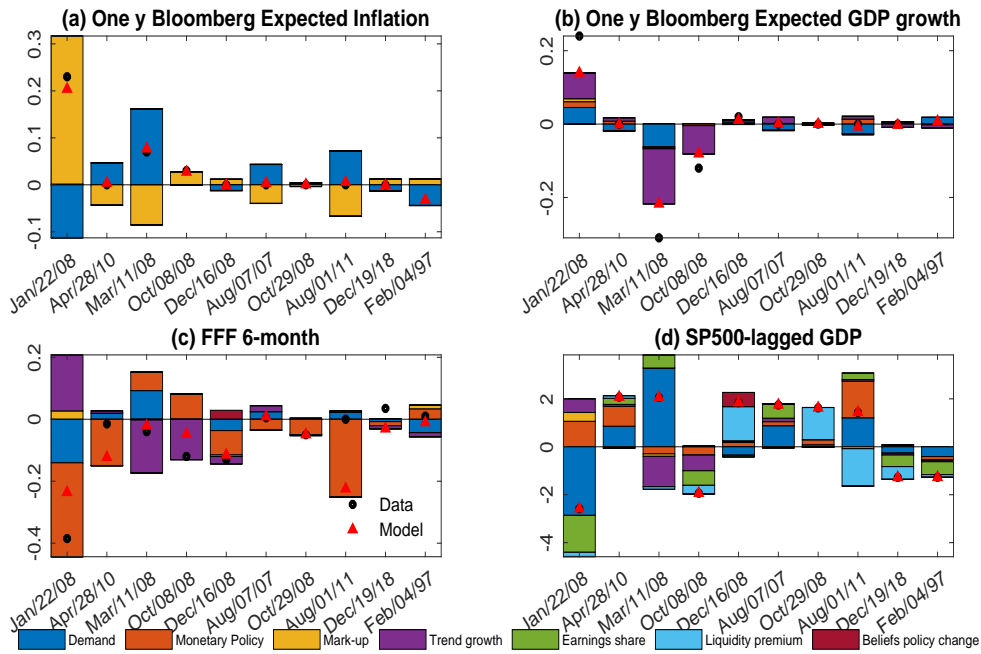 (a) One y Bloomberg Expected Inflation
0.3
0.2
0.1
0
-0.1
Jan/22/08
Apr/28/10
Mar/11/08
Oct/08/08
Dec/16/08
Aug/07/07
Oct/29/08
Aug/01/11
Dec/19/18
Feb/04/97
(b) One y Bloomberg Expected GDP growth
0.2
0
-0.2
Jan/22/08
Apr/28/10
Mar/11/08
Oct/08/08
Dec/16/08
Aug/07/07
Oct/29/08
Aug/01/11
Dec/19/18
Feb/04/97
(c) FFF 6-month
0.2
0
-0.2
-0.4
Data
Model
Jan/22/08
Apr/28/10
Mar/11/08
Oct/08/08
Dec/16/08
Aug/07/07
Oct/29/08
Aug/01/11
Dec/19/18
Feb/04/97
(d) SP500-lagged GDP
2
0
-2
-4
Jan/22/08
Apr/28/10
Mar/11/08
Oct/08/08
Dec/16/08
Aug/07/07
Oct/29/08
Aug/01/11
Dec/19/18
Feb/04/97
Demand
Monetary Policy
Mark-up
Trend growth
Earnings share
Liquidity premium
Beliefs policy change